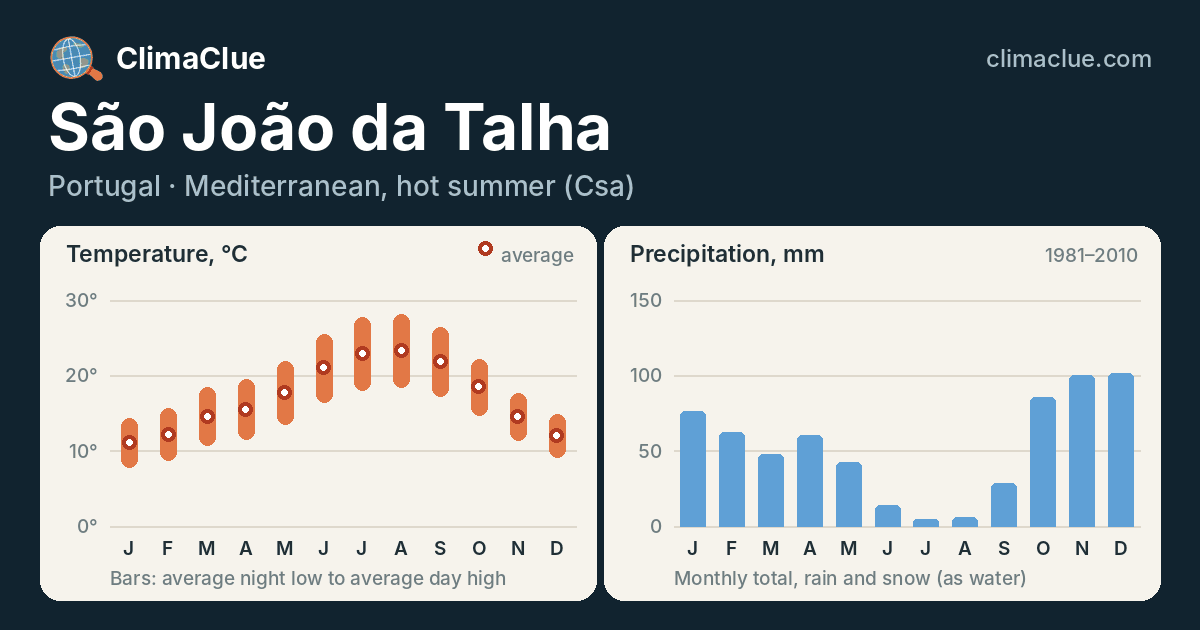 ClimaClue
climaclue.com
São João da Talha
Portugal · Mediterranean, hot summer (Csa)
Temperature, °C
average
30°
20°
10°
0°
J F M A M J J A S O N D
Bars: average night low to average day high
Precipitation, mm
1981–2010
150
100
50
0
J F M A M J J A S O N D
Monthly total, rain and snow (as water)